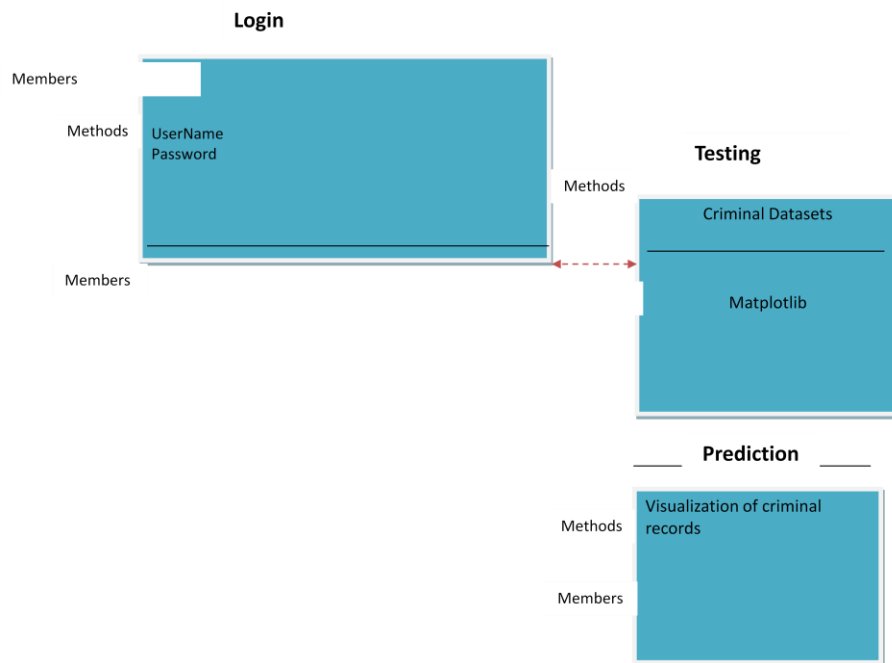 Login
Members
Methods
UserName
Password
Members
Testing
Methods
Criminal Datasets
Matplotlib
Prediction
Visualization of criminal
records
Methods
Members